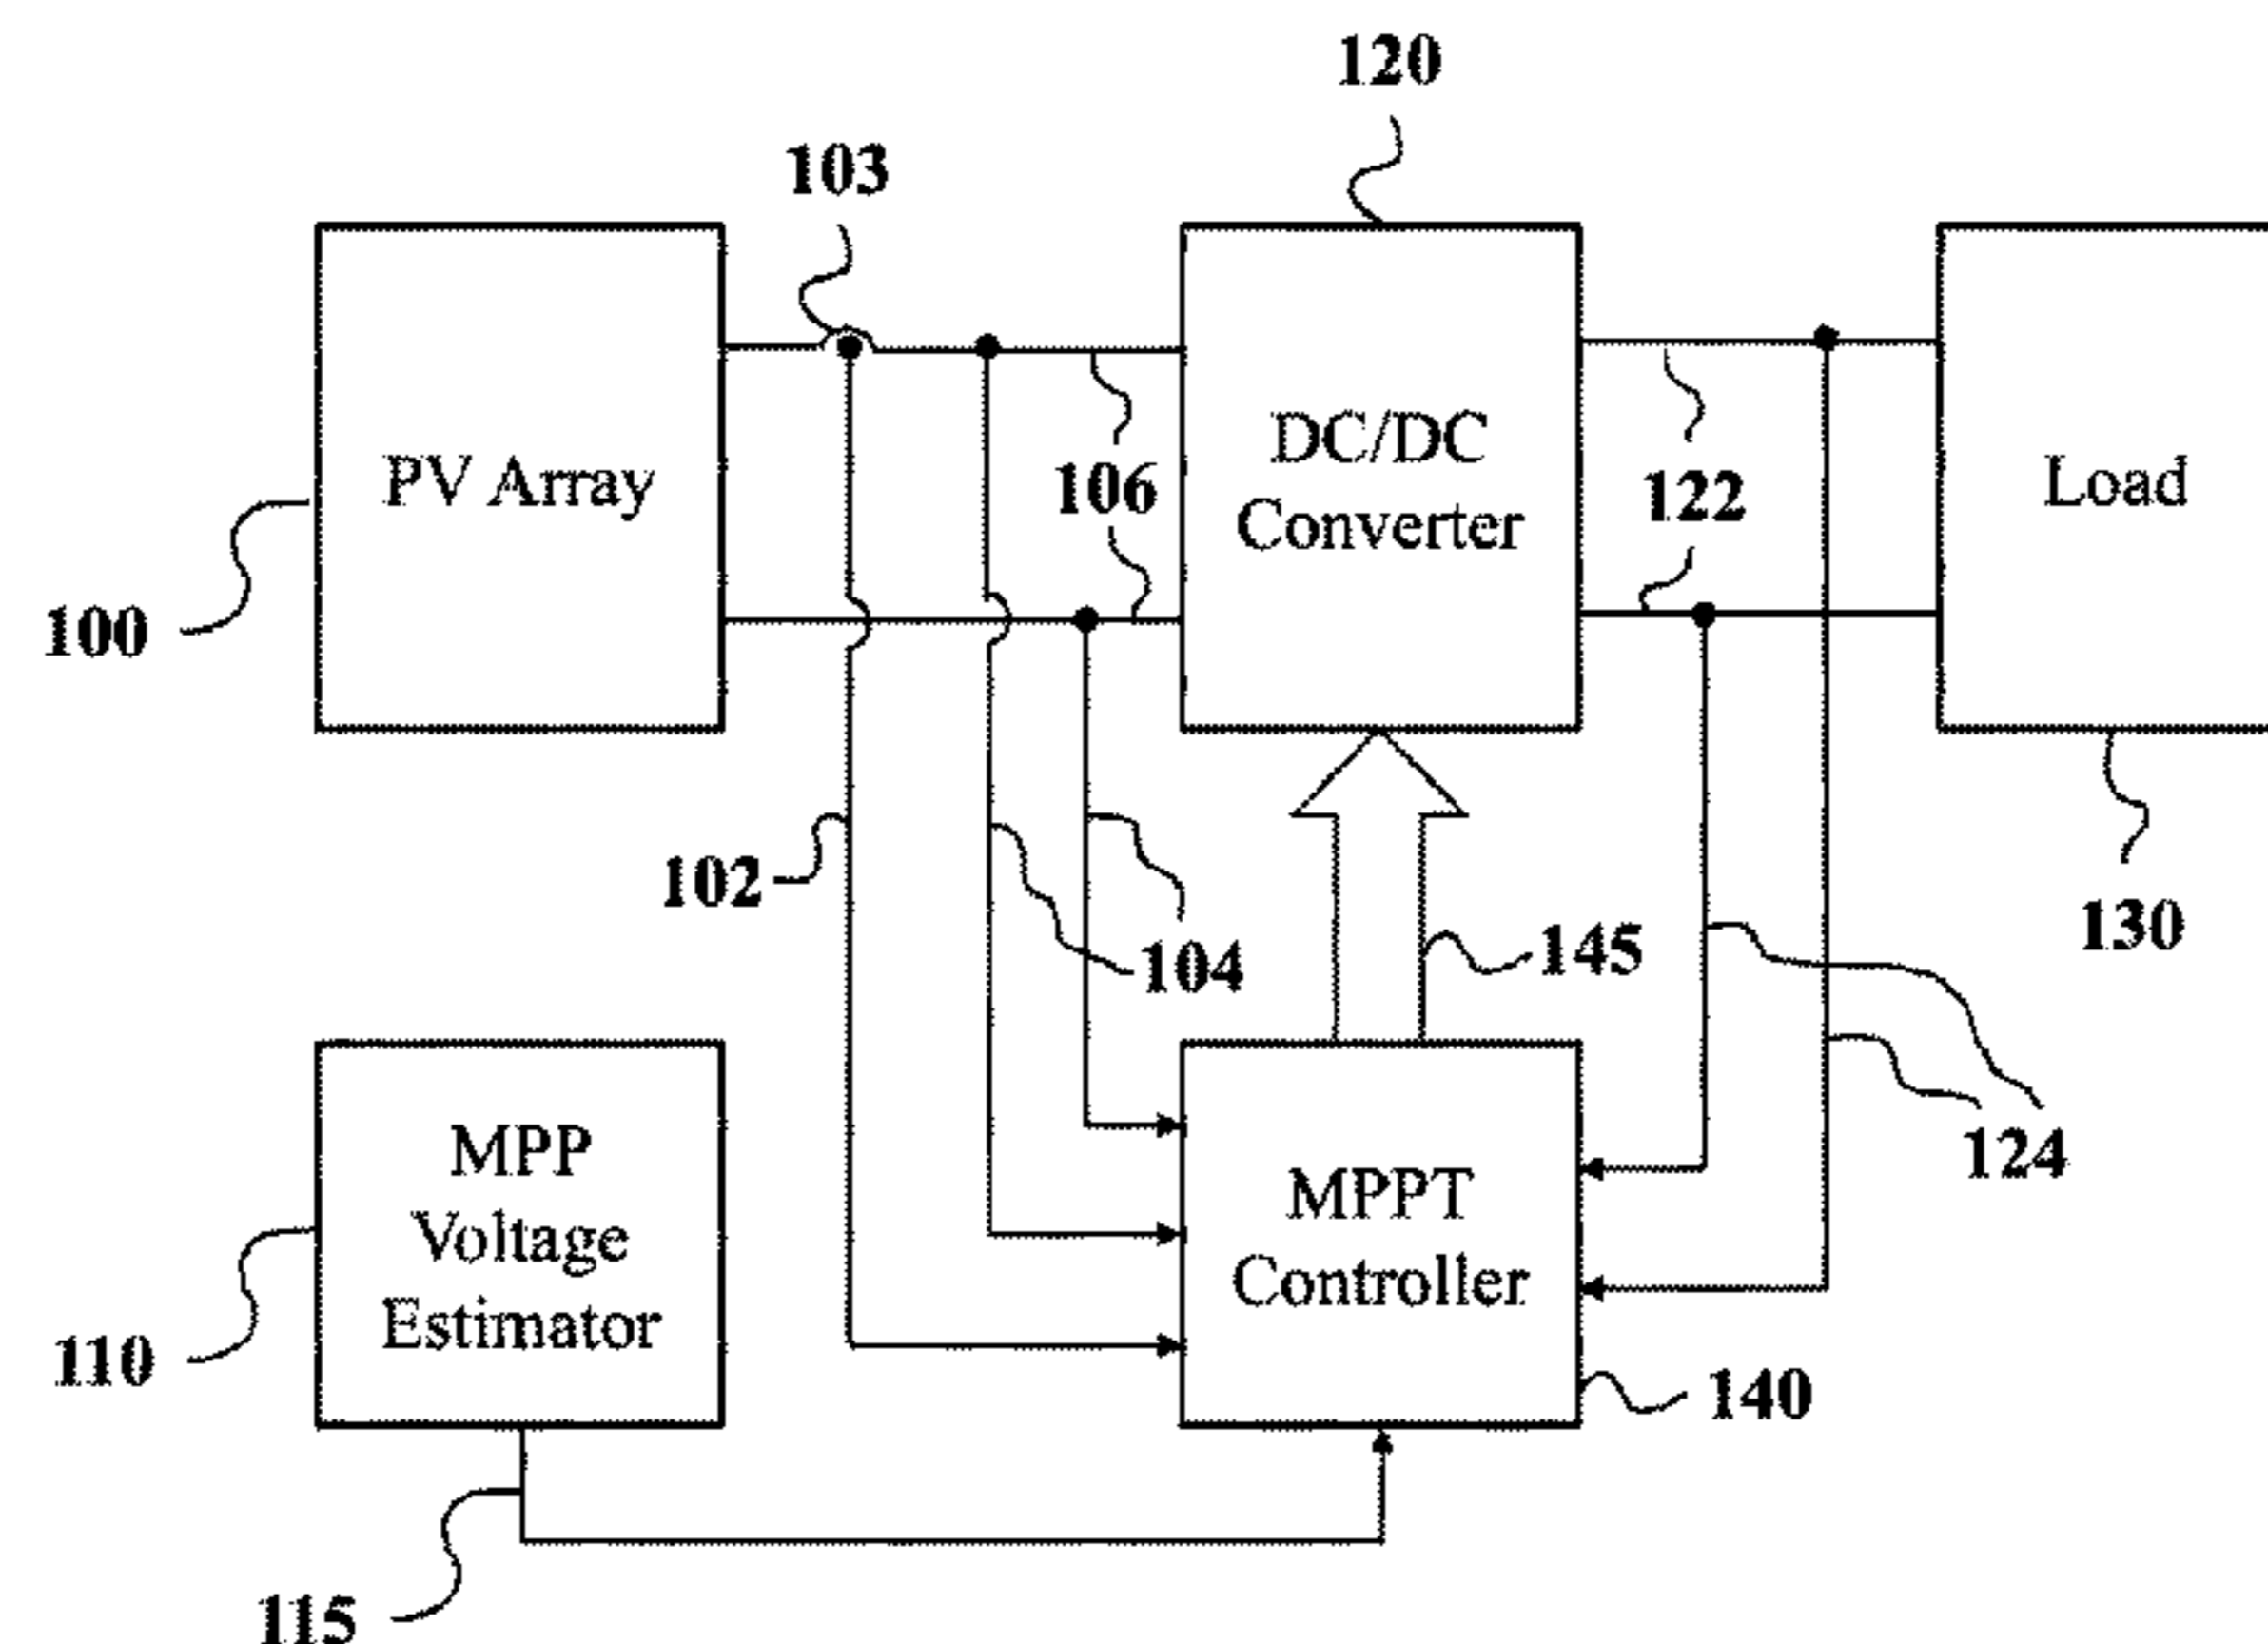 120
103
PV Array
DC/DC
Converter
Load
106
122
100
102
104
145
130
MPP
Voltage
Estimator
MPPT
Controller
124
110
140
115